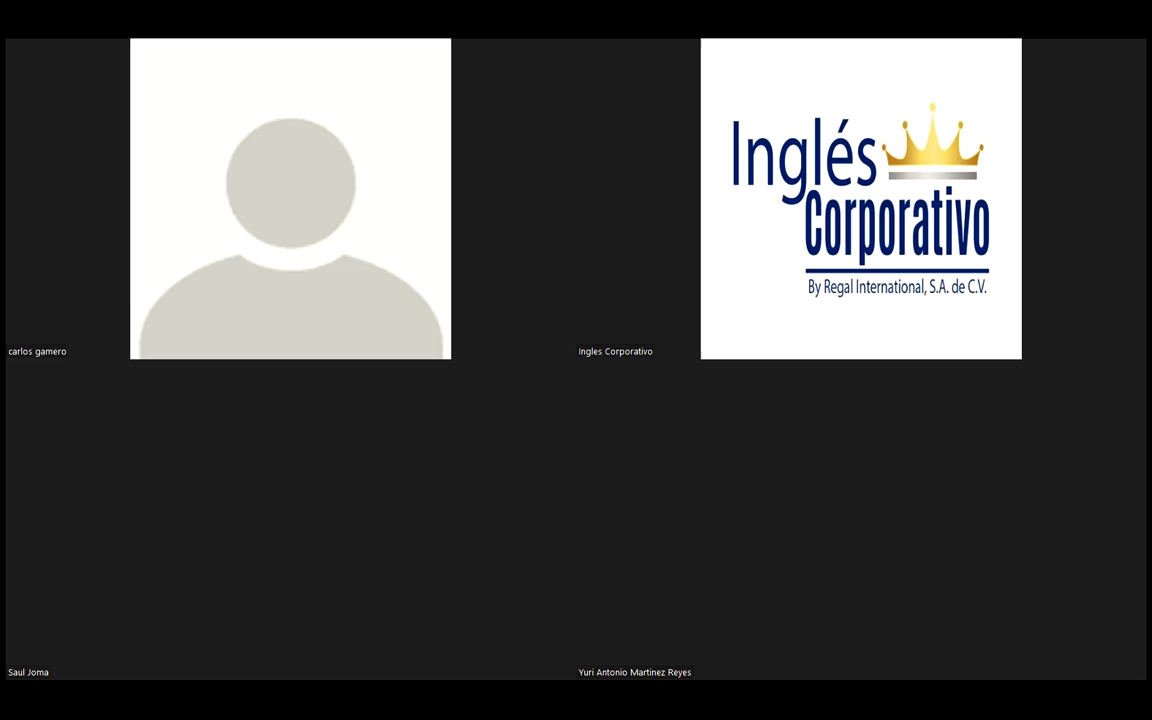 Inglés
Corporativo
By Regal International, S.A. de C.V.
carlos gamero
Ingles Corporativo
Saul Joma
Yuri Antonio Martinez Reyes